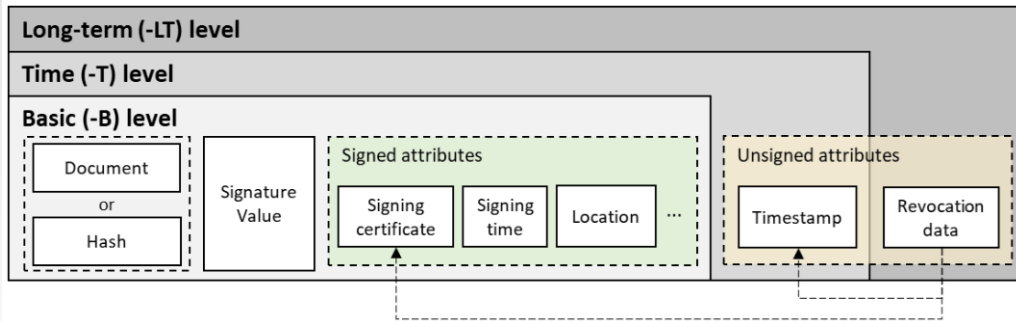 Long-term (-LT) level
Time (-T) level
Basic (-B) level
Document
or
Hash
Signature
Value
Signed attributes
Signing
certificate
Signing
time
Location
...
Unsigned attributes
Timestamp
Revocation
data